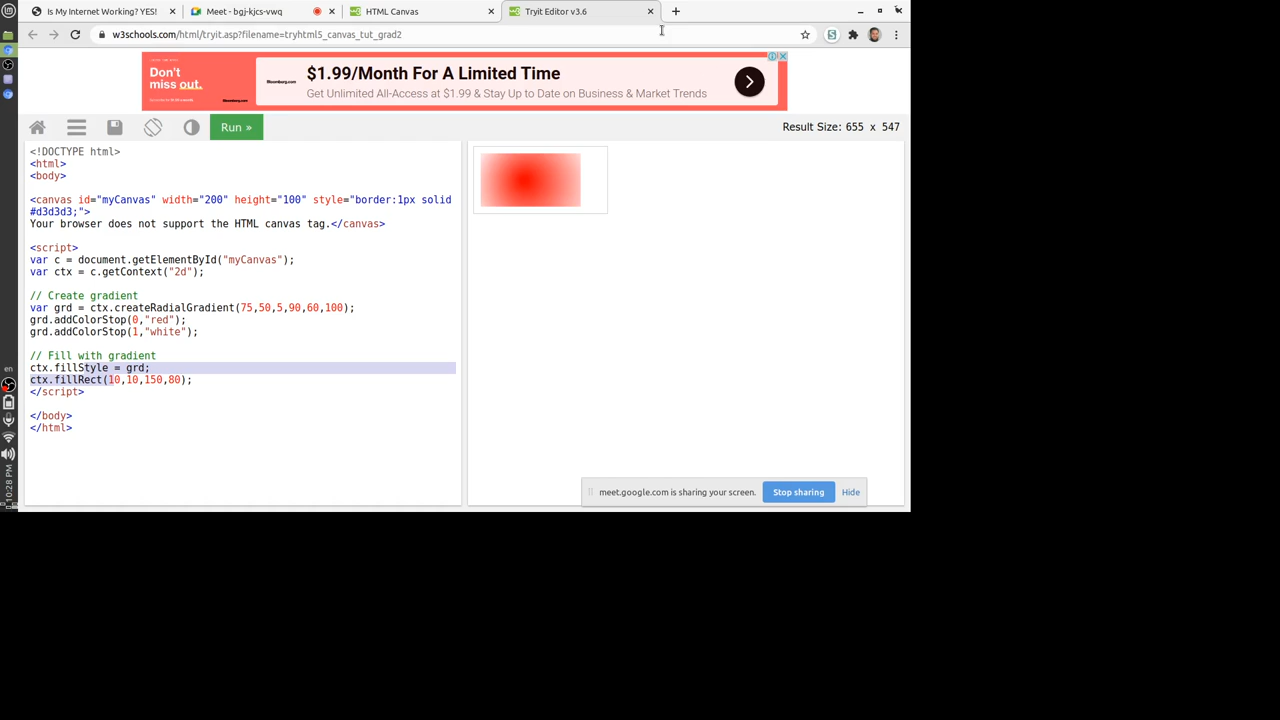 Is My Internet Working? YES!
Meet - bgj-kjcs-vwq
HTML Canvas
Tryit Editor v3.6
w3schools.com/html/tryit.asp?filename=tryhtml5_canvas_tut_grad2
Don't
miss out.
Bloomberg.com
$1.99/Month For A Limited Time
Get Unlimited All-Access at $1.99 & Stay Up to Date on Business & Market Trends
Run »
Result Size: 655 x 547
<!DOCTYPE html>
<html>
<body>
<canvas id="myCanvas" width="200" height="100" style="border:1px solid
#d3d3d3;">
Your browser does not support the HTML canvas tag.</canvas>
<script>
var c = document.getElementById("myCanvas");
var ctx = c.getContext("2d");
// Create gradient
var grd = ctx.createRadialGradient(75,50,5,90,60,100);
grd.addColorStop(0,"red");
grd.addColorStop(1,"white");
// Fill with gradient
ctx.fillStyle = grd;
ctx.fillRect(10,10,150,80);
</script>
</body>
</html>
en
10:28 PM
meet.google.com is sharing your screen.
Stop sharing
Hide